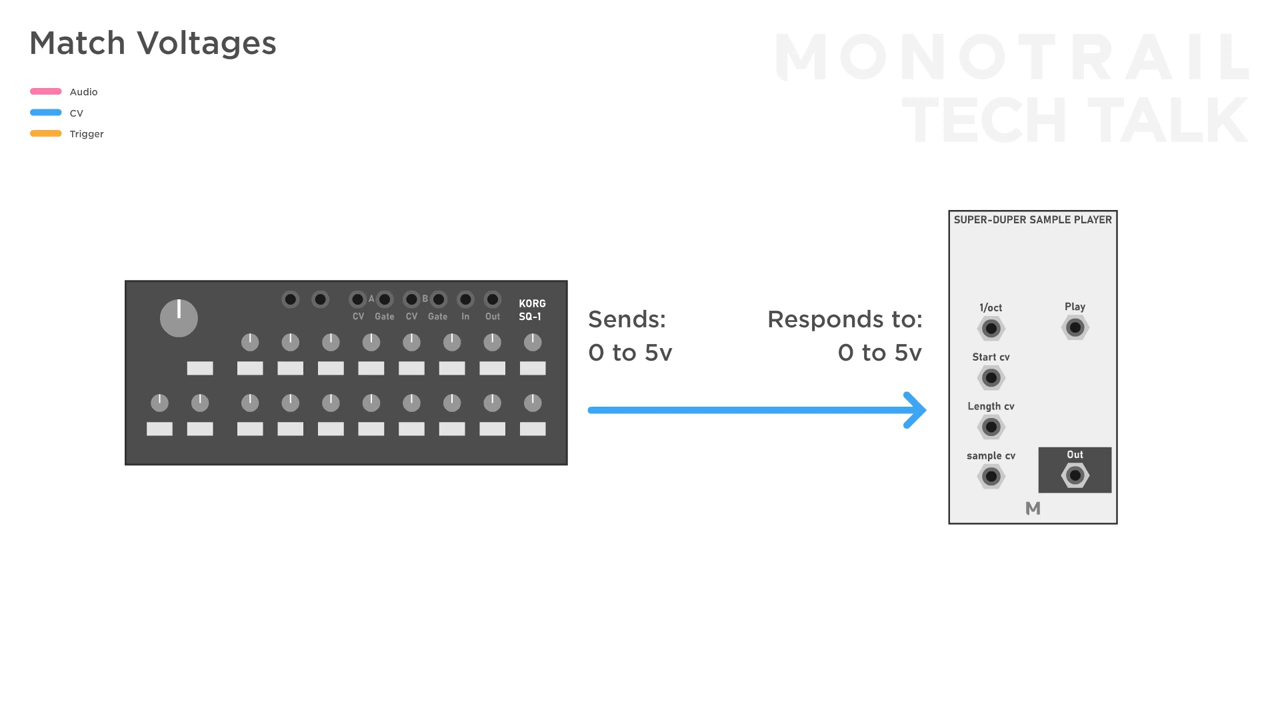 Match Voltages
MONOTRAIL
TECH TALK
Audio
CV
Trigger
SUPER-DUPER SAMPLE PLAYER
A
B
CV
Gate
CV
Gate
In
Out
KORG
SQ-1
Sends:
0 to 5v
Responds to:
0 to 5v
1/oct
Play
Start cv
Length cv
sample cv
Out
M